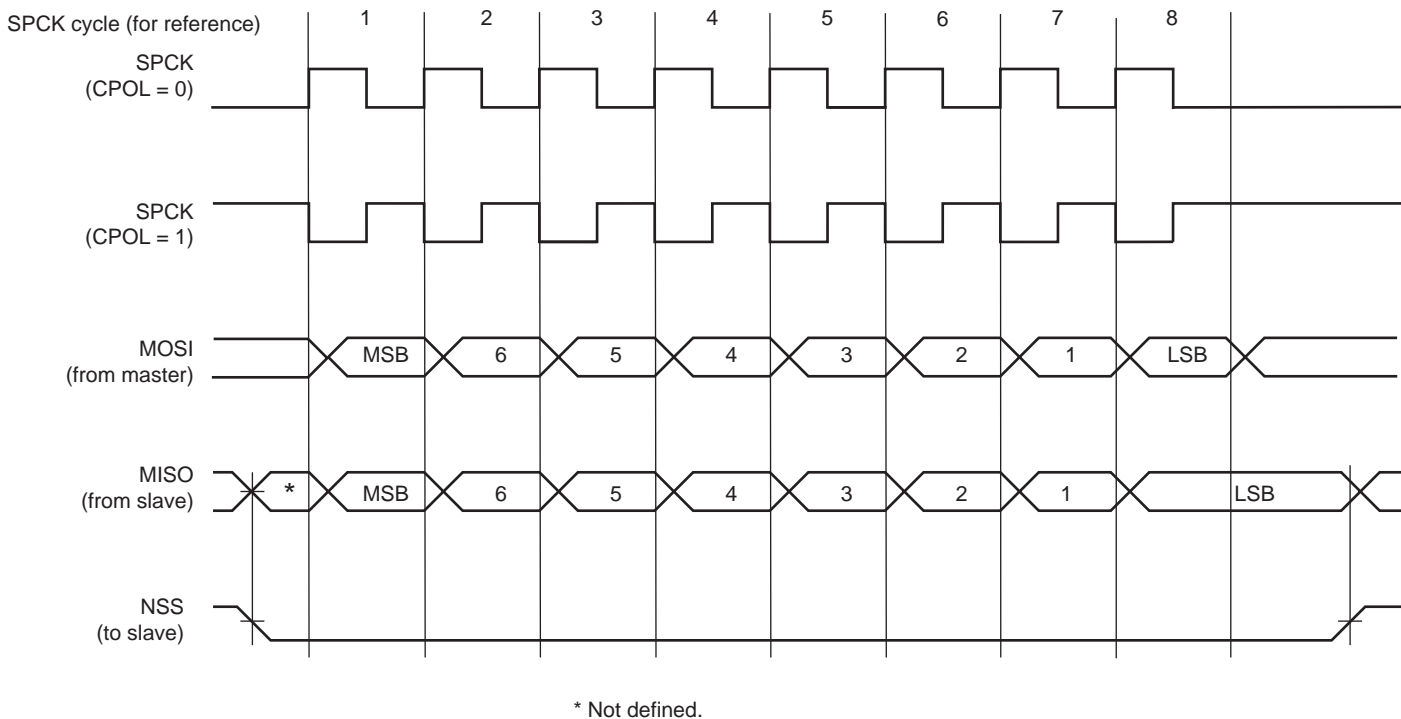 SPCK cycle (for reference) 1 2 3 4 5 6 7 8
SPCK
(CPOL = 0)
SPCK
(CPOL = 1)
MOSI
(from master)
MSB 6 5 4 3 2 1 LSB
MISO
(from slave)
* MSB 6 5 4 3 2 1 LSB
NSS
(to slave)
* Not defined.